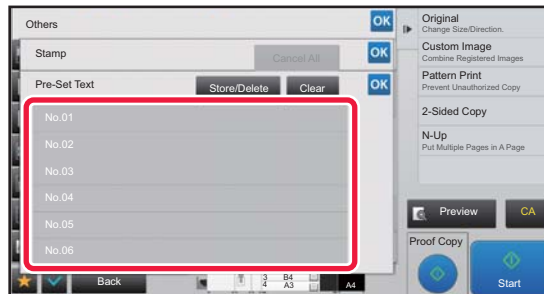 Others
OK
Stamp
Cancel All
OK
Pre-Set Text
Store/Delete
Clear
OK
No.01
No.02
No.03
No.04
No.05
No.06
Back
3 B4
4 A3
A4
Original
Change Size/Direction.
Custom Image
Combine Registered Images
Pattern Print
Prevent Unauthorized Copy
2-Sided Copy
N-Up
Put Multiple Pages in A Page
Preview
CA
Proof Copy
Start